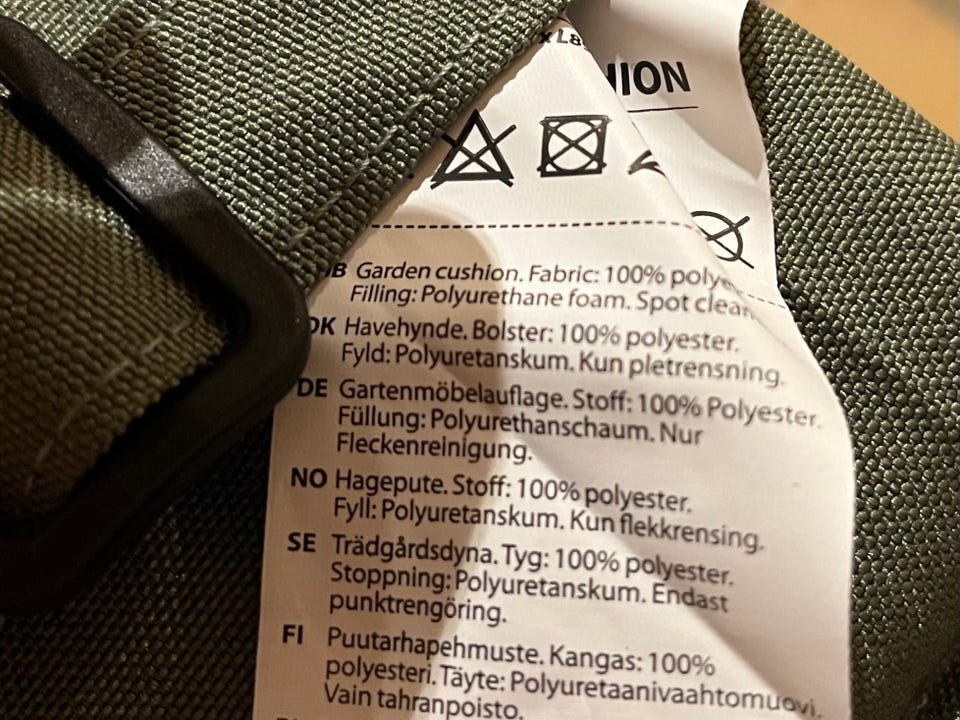 HION
GB Garden cushion. Fabric: 100%
Filling: Polyurethane foam. Spot
DK Havehynde. Bolster: 100% polyester.
Fyld: Polyuretanskum. Kun pletrensning.
DE Gartenmöbelauflage. Stoff: 100% Polyester.
Füllung: Polyurethanschaum. Nur
Fleckenreinigung.
NO Hagepute. Stoff: 100% polyester.
Fyll: Polyuretanskum. Kun flekkrensing.
SE Trädgårdsdyna. Tyg: 100% polyester.
Stoppning: Polyuretanskum. Endast
punktrengöring.
FI Puutarhapehmuste. Kangas: 100%
polyesteri. Täyte: Polyuretaanivaahtomuovi.
Vain tahranpoisto.